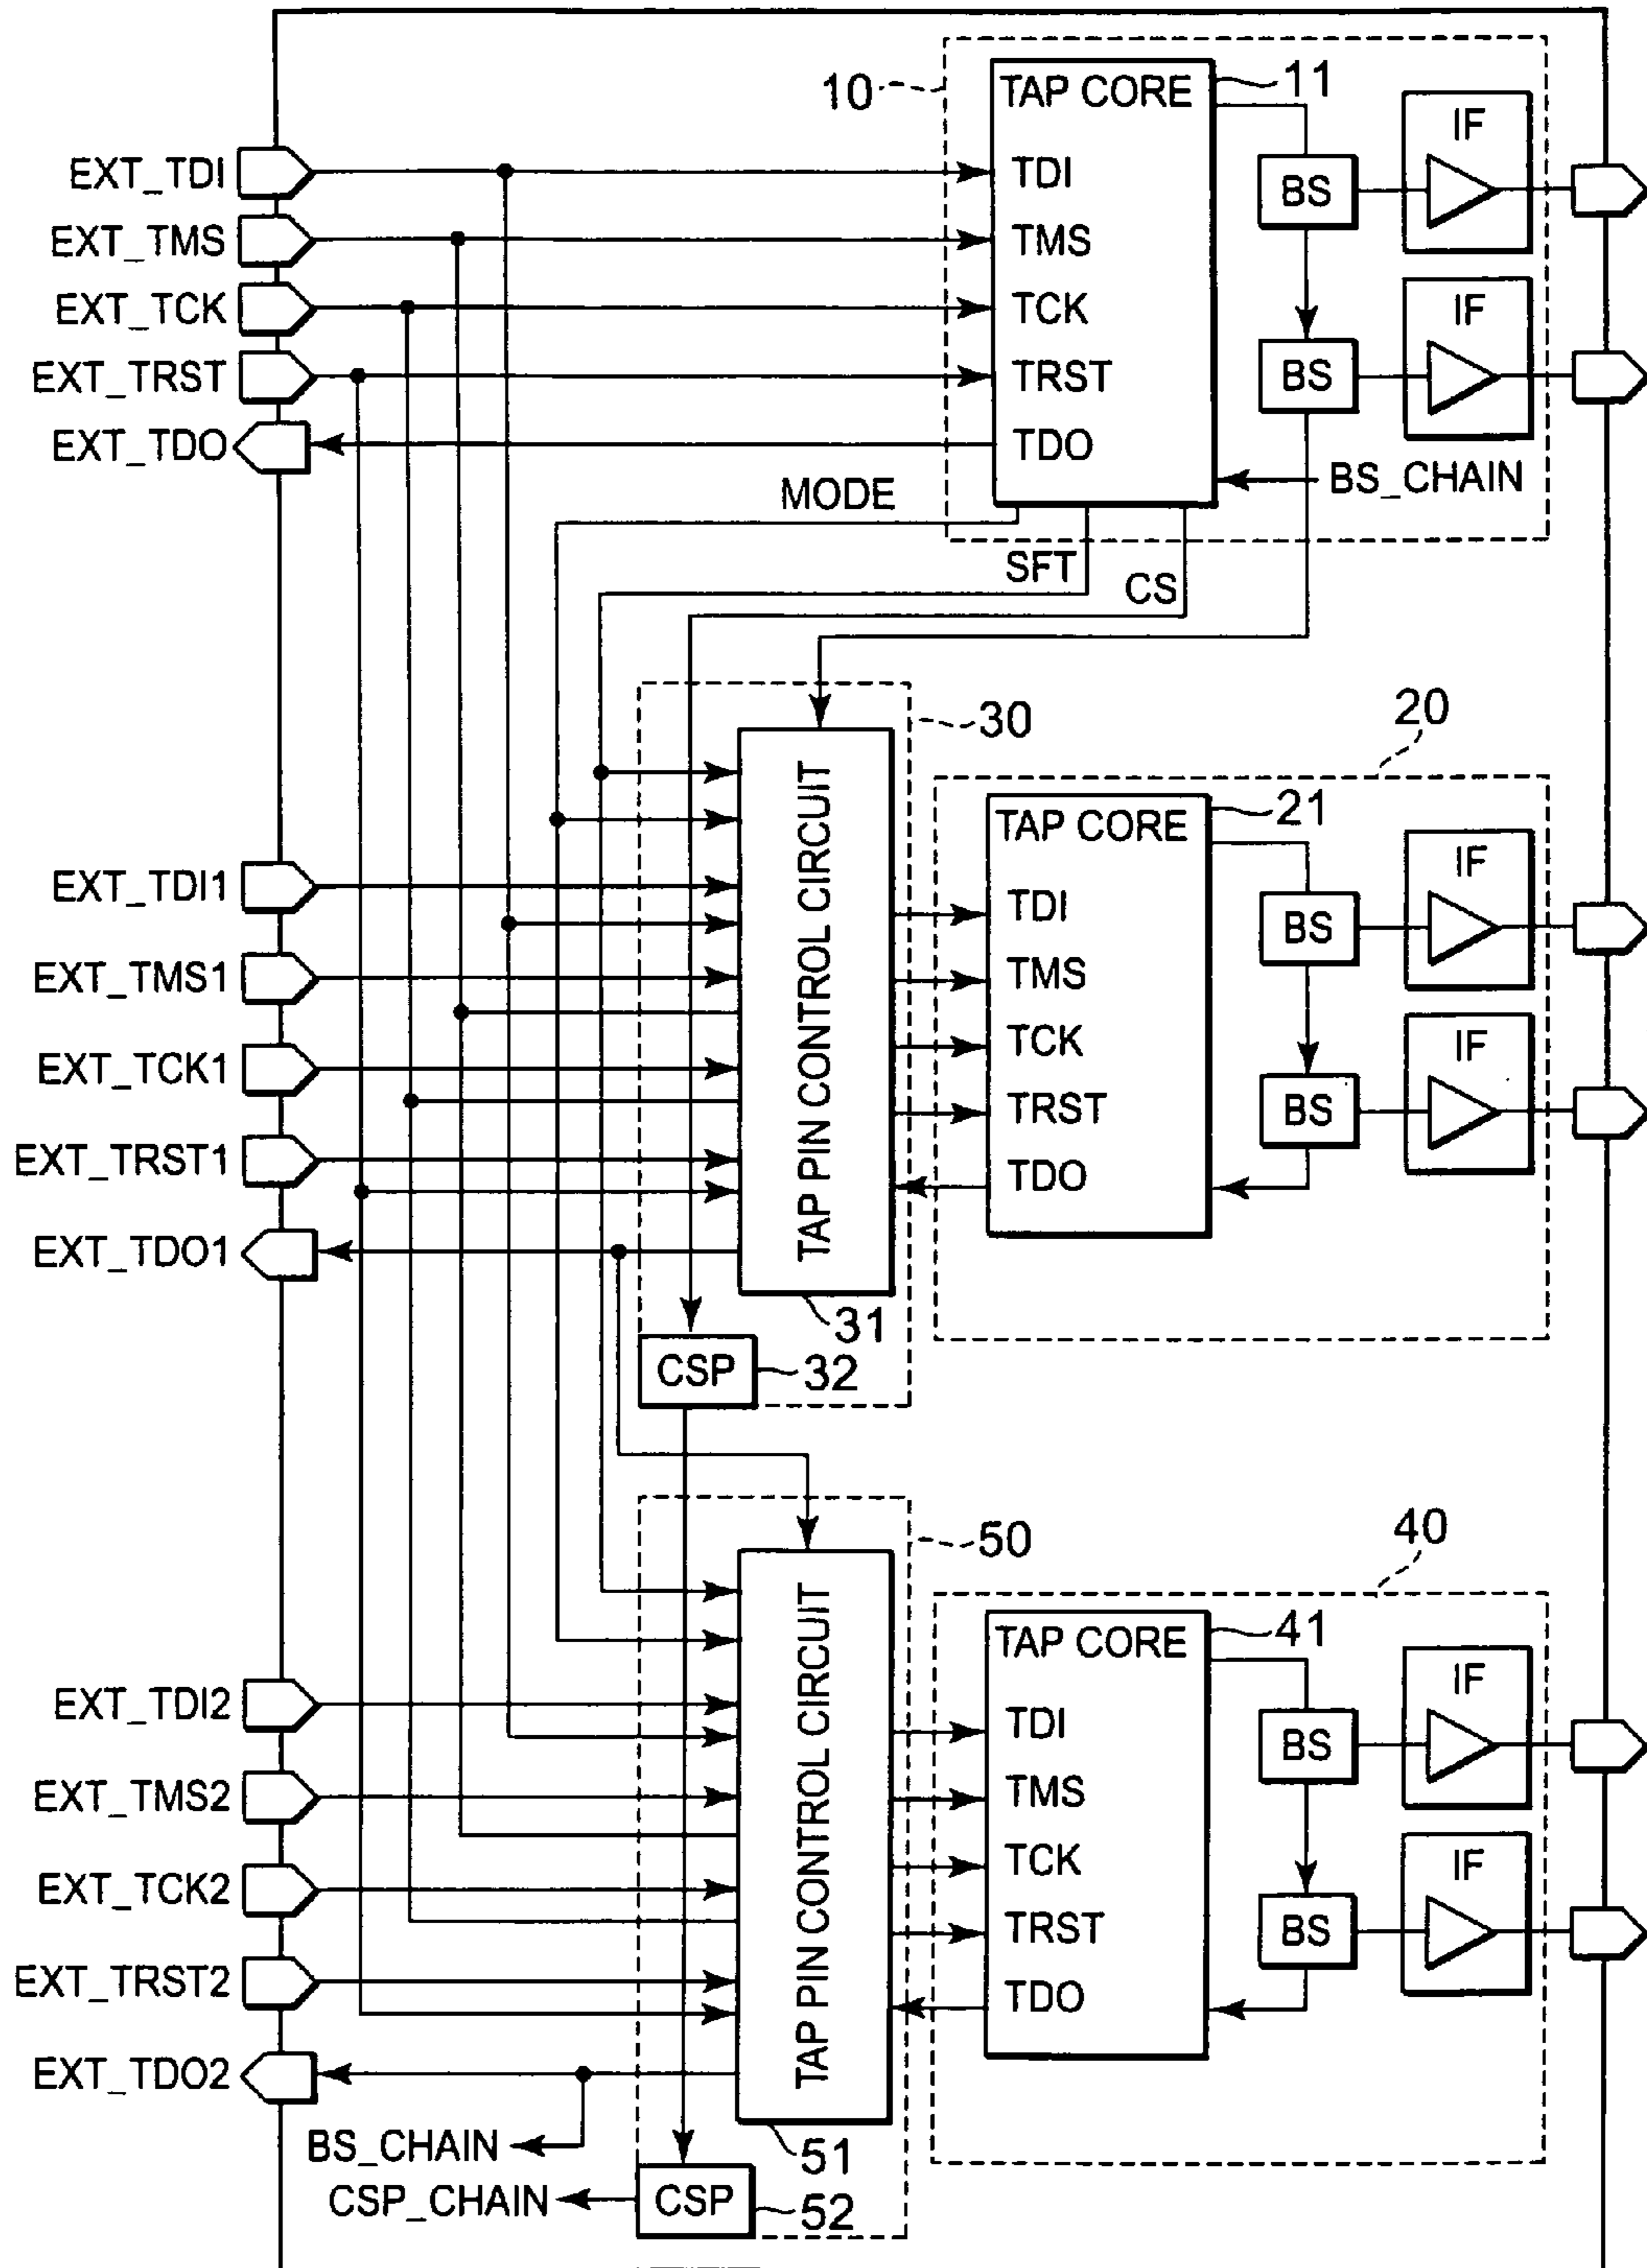 10
TAP CORE
11
IF
EXT_TDI
TDI
BS
EXT_TMS
TMS
EXT_TCK
TCK
IF
EXT_TRST
TRST
BS
EXT_TDO
TDO
MODE
BS_CHAIN
SFT
CS
30
20
TAP PIN CONTROL CIRCUIT
TAP CORE
21
IF
EXT_TDI1
TDI
BS
EXT_TMS1
TMS
EXT_TCK1
TCK
IF
EXT_TRST1
TRST
BS
EXT_TDO1
TDO
31
CSP
32
50
40
TAP PIN CONTROL CIRCUIT
TAP CORE
41
IF
EXT_TDI2
TDI
BS
EXT_TMS2
TMS
EXT_TCK2
TCK
IF
EXT_TRST2
TRST
BS
EXT_TDO2
TDO
BS_CHAIN
51
CSP_CHAIN
CSP
52